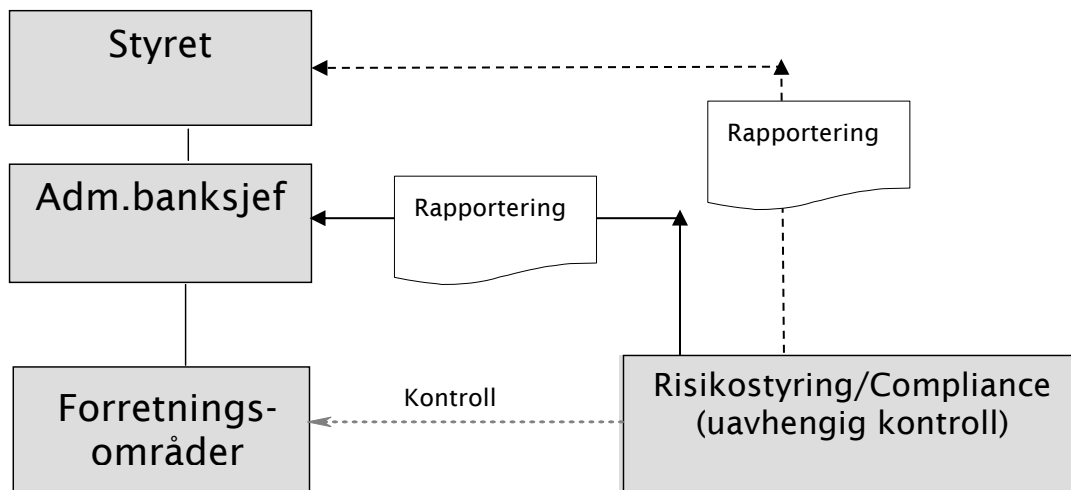 Styret
Rapportering
Adm.banksjef
Rapportering
Forretnings-
områder
Kontroll
Risikostyring/Compliance
(uavhengig kontroll)